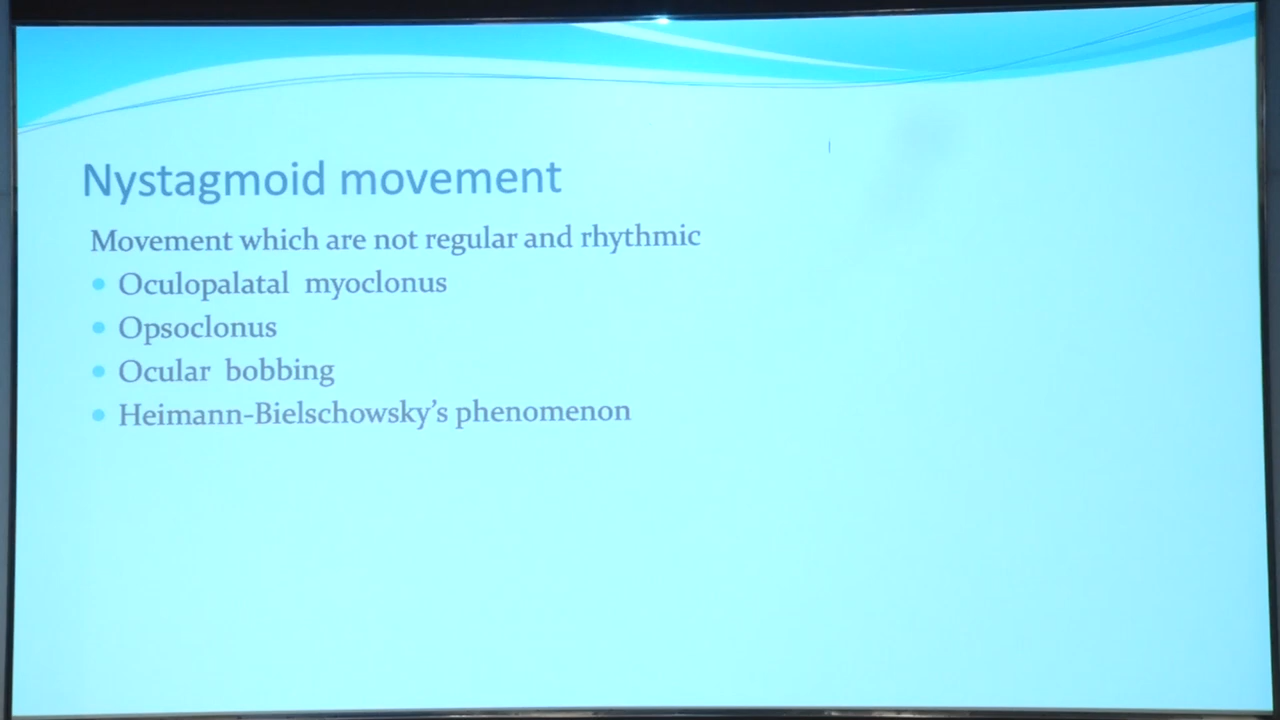 Nystagmoid movement
Movement which are not regular and rhythmic
Oculopalatal myoclonus
Opsoclonus
Ocular bobbing
Heimann-Bielschowsky’s phenomenon